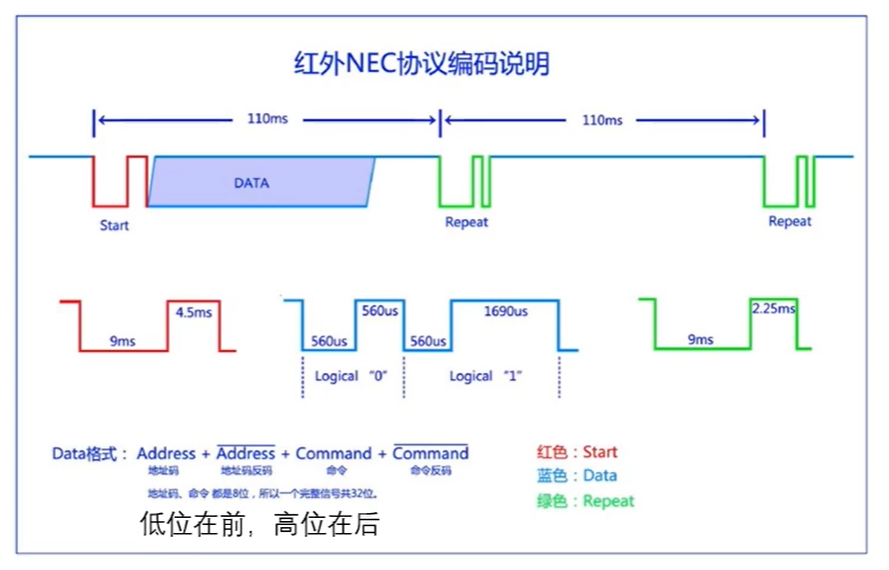 红外NEC协议编码说明
110ms 110ms
DATA
Start Repeat Repeat
4.5ms 560us 1690us 2.25ms
9ms 560us 560us 9ms
Logical “0” Logical “1”
Data格式： Address + Address + Command + Command
地址码 地址码反码 命令 命令反码
地址码、命令 都是8位，所以一个完整信号共32位。
低位在前，高位在后
红色：Start
蓝色：Data
绿色：Repeat